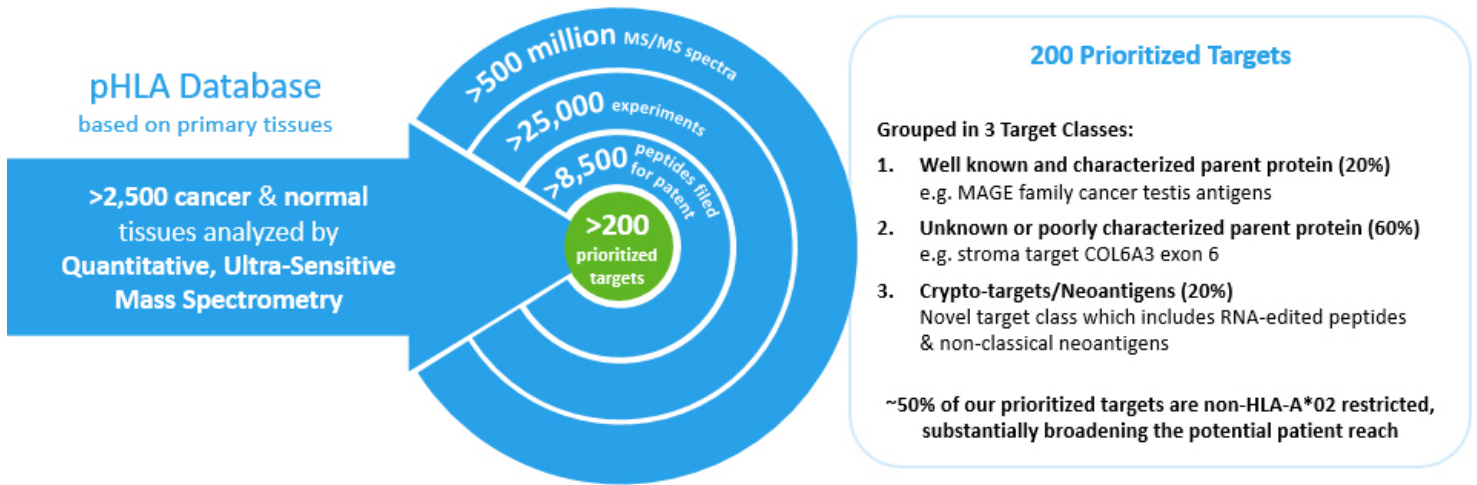 pHLA Database
based on primary tissues
>2,500 cancer & normal
tissues analyzed by
Quantitative, Ultra-Sensitive
Mass Spectrometry
>500 million MS/MS spectra
>25,000 experiments
>8,500 peptides filed
for patent
>200
prioritized
targets
200 Prioritized Targets
Grouped in 3 Target Classes:
1. Well known and characterized parent protein (20%)
e.g. MAGE family cancer testis antigens
2. Unknown or poorly characterized parent protein (60%)
e.g. stroma target COL6A3 exon 6
3. Crypto-targets/Neoantigens (20%)
Novel target class which includes RNA-edited peptides
& non-classical neoantigens
~50% of our prioritized targets are non-HLA-A*02 restricted,
substantially broadening the potential patient reach